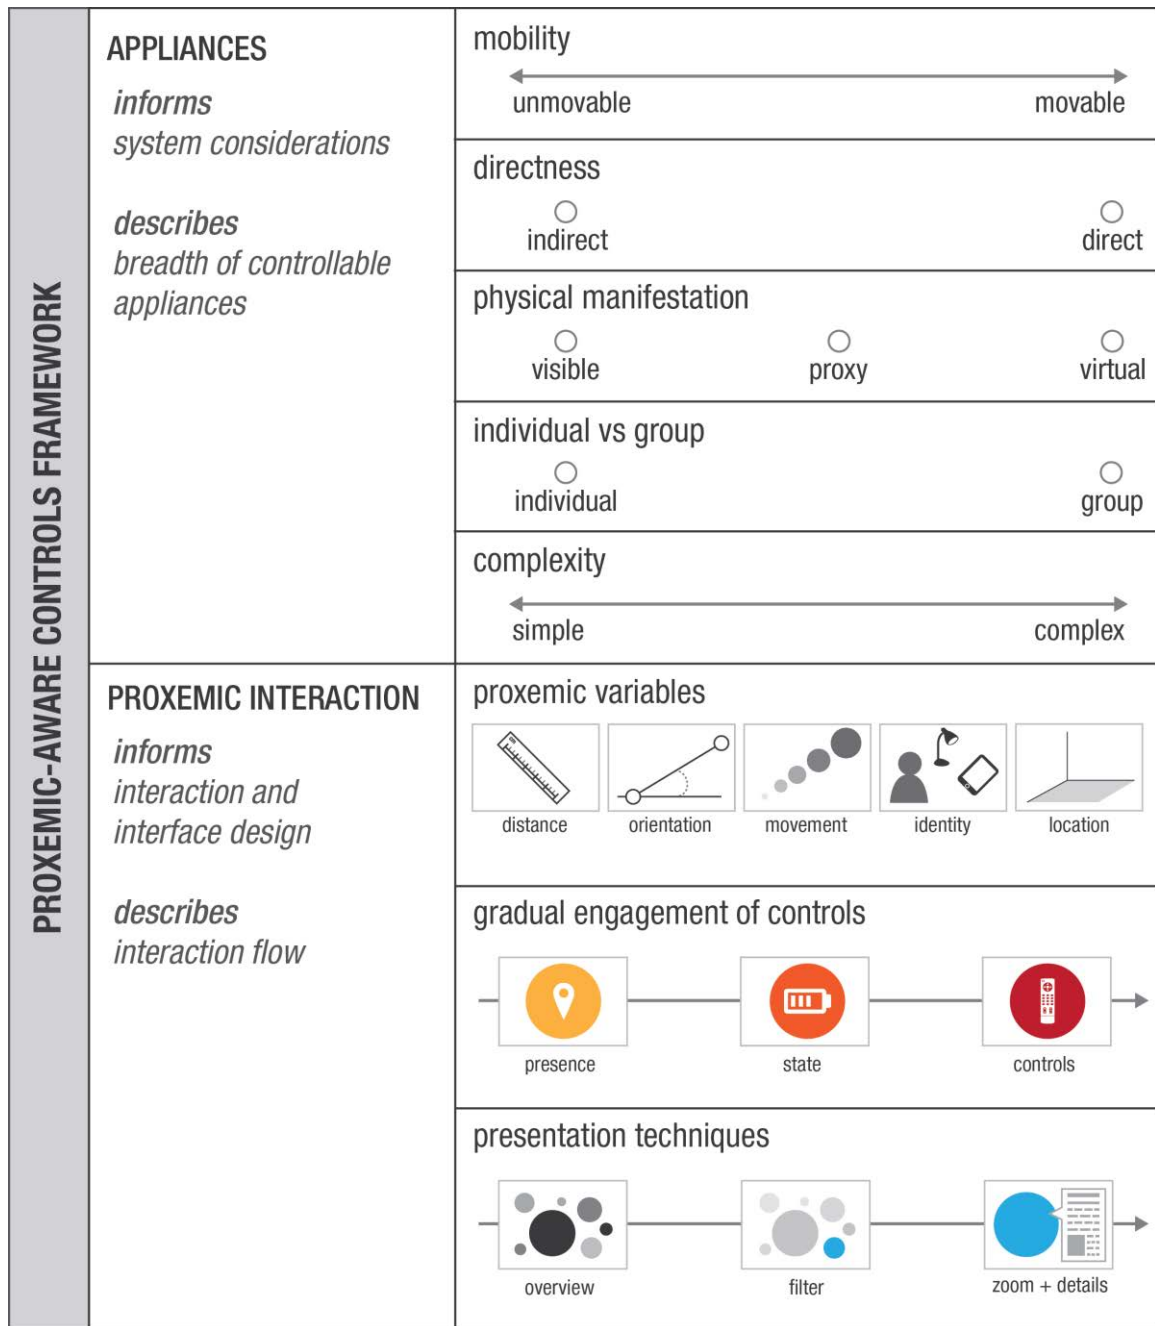 PROXEMIC-AWARE CONTROLS FRAMEWORK
APPLIANCES
informs
system considerations
describes
breadth of controllable
appliances
mobility
unmovable movable
directness
indirect direct
physical manifestation
visible proxy virtual
individual vs group
individual group
complexity
simple complex
PROXEMIC INTERACTION
informs
interaction and
interface design
describes
interaction flow
proxemic variables
distance orientation movement identity location
gradual engagement of controls
presence state controls
presentation techniques
overview filter zoom + details